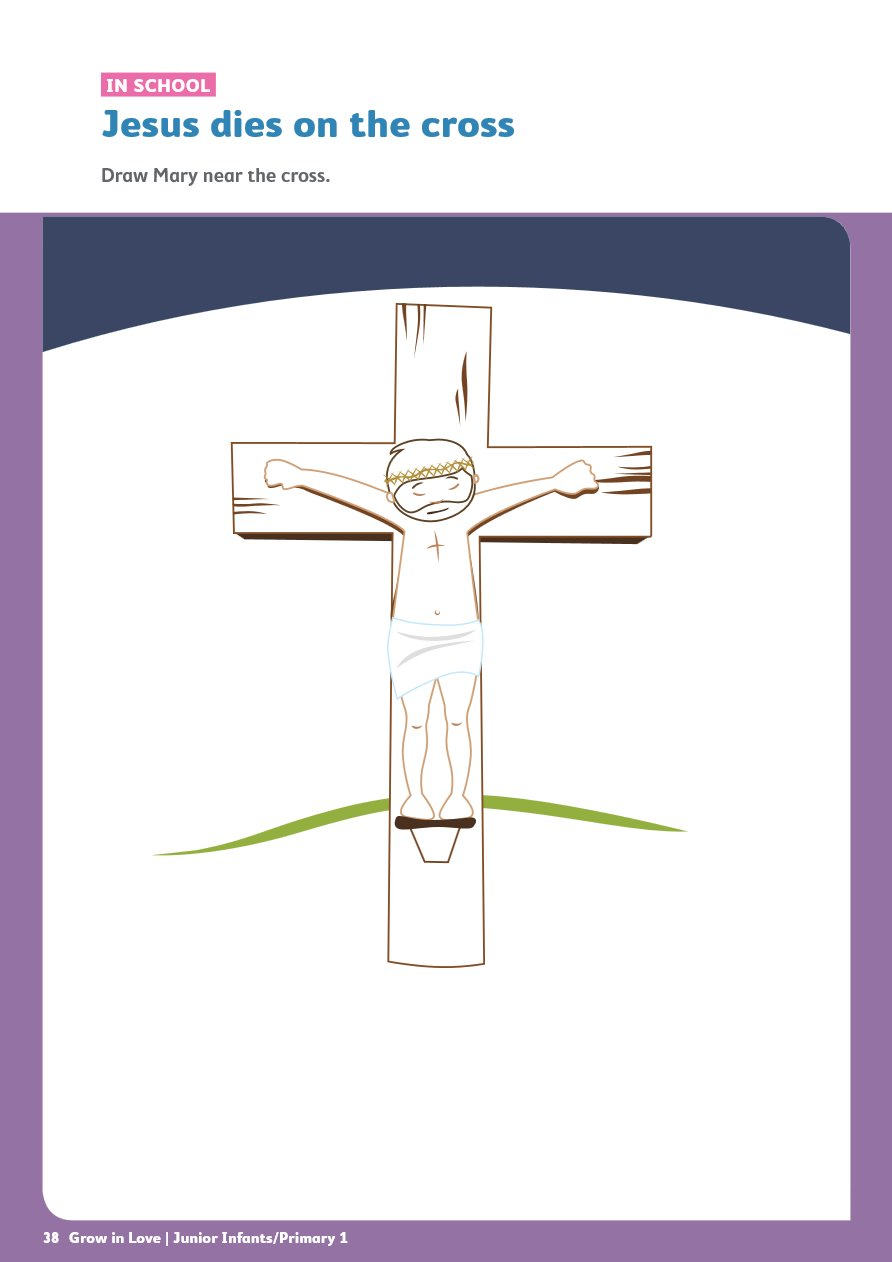 IN SCHOOL
Jesus dies on the cross
Draw Mary near the cross.
38 Grow in Love | Junior Infants/Primary 1